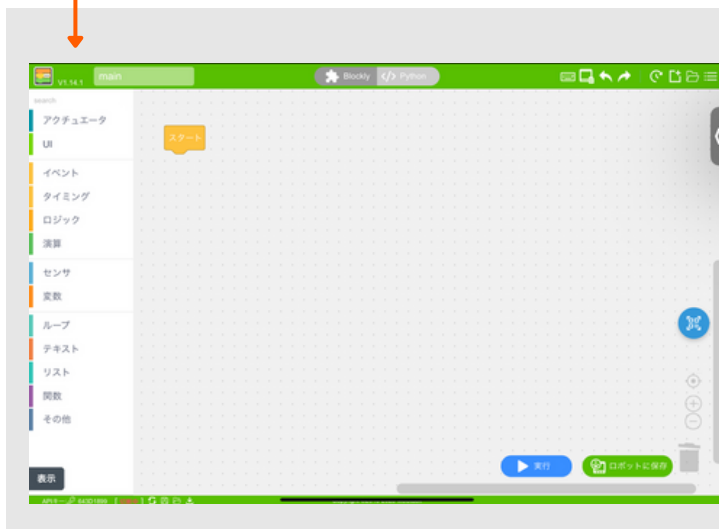 V1.14.1 main Blockly </> Python
search
アクチュエータ
UI
スタート
イベント
タイミング
ロジック
演算
センサ
変数
ループ
テキスト
リスト
関数
その他
実行 ロボットに保存
表示